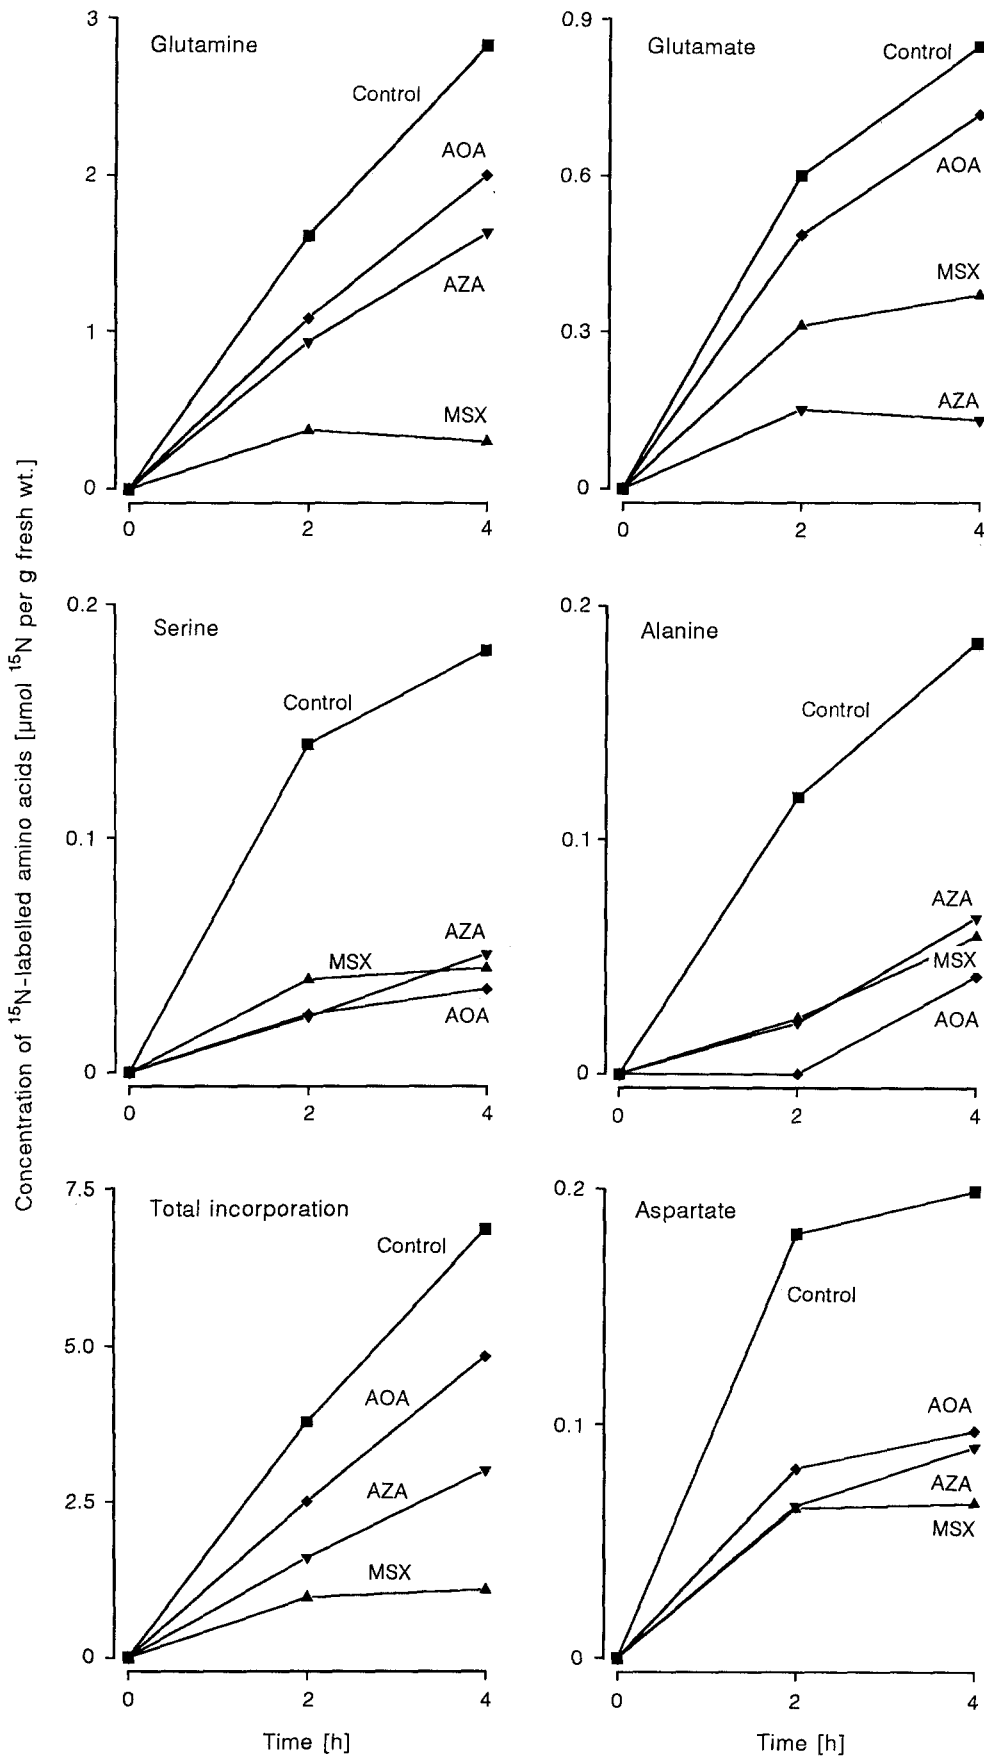 Concentration of ¹⁵N-labelled amino acids [µmol ¹⁵N per g fresh wt.]
Glutamine
3
2
1
0
Control
AOA
AZA
MSX
0 2 4
Glutamate
0.9
0.6
0.3
0
Control
AOA
MSX
AZA
0 2 4
Serine
0.2
0.1
0
Control
MSX
AZA
AOA
0 2 4
Alanine
0.2
0.1
0
Control
AZA
MSX
AOA
0 2 4
Total incorporation
7.5
5.0
2.5
0
Control
AOA
AZA
MSX
0 2 4
Time [h]
Aspartate
0.2
0.1
0
Control
AOA
AZA
MSX
0 2 4
Time [h]